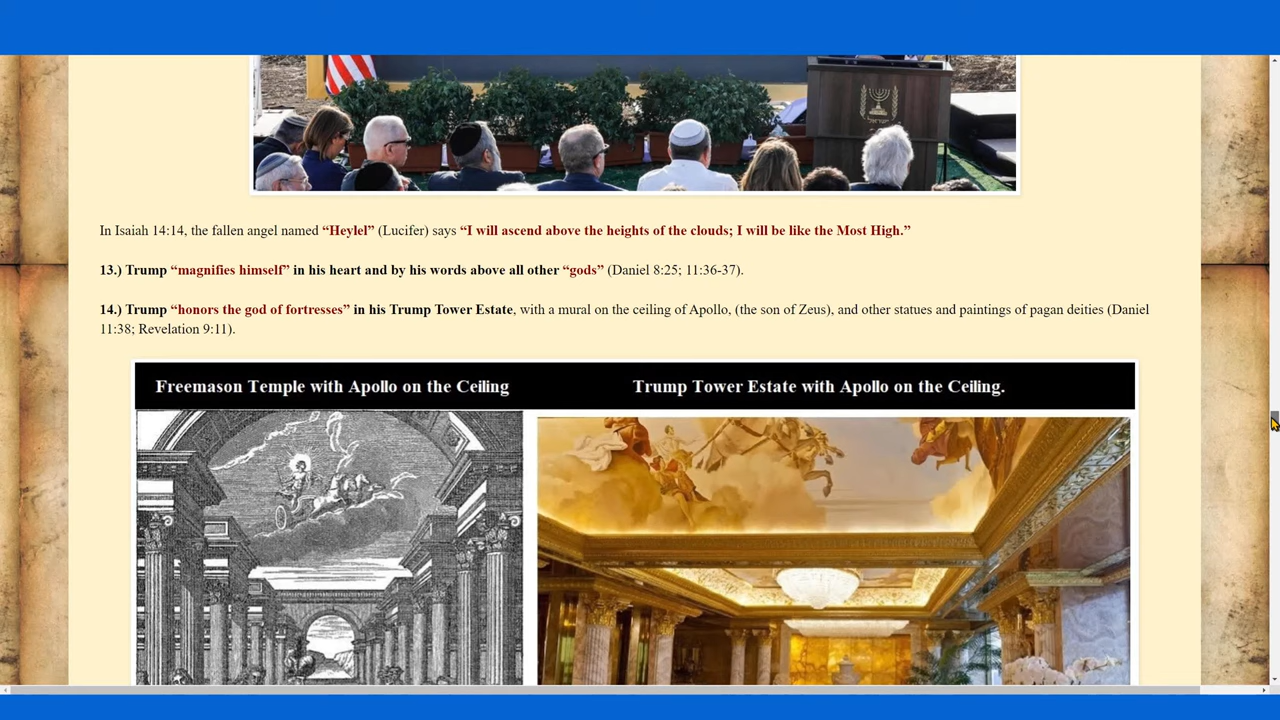 In Isaiah 14:14, the fallen angel named “Heylel” (Lucifer) says “I will ascend above the heights of the clouds; I will be like the Most High.”
13.) Trump “magnifies himself” in his heart and by his words above all other “gods” (Daniel 8:25; 11:36-37).
14.) Trump “honors the god of fortresses” in his Trump Tower Estate, with a mural on the ceiling of Apollo, (the son of Zeus), and other statues and paintings of pagan deities (Daniel
11:38; Revelation 9:11).
Freemason Temple with Apollo on the Ceiling
Trump Tower Estate with Apollo on the Ceiling.